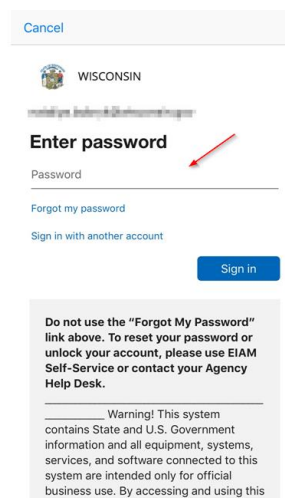 Cancel
WISCONSIN
Enter password
Password
Forgot my password
Sign in with another account
Sign in
Do not use the “Forgot My Password”
link above. To reset your password or
unlock your account, please use EIAM
Self-Service or contact your Agency
Help Desk.
__________________________________
__________ Warning! This system
contains State and U.S. Government
information and all equipment, systems,
services, and software connected to this
system are intended only for official
business use. By accessing and using this